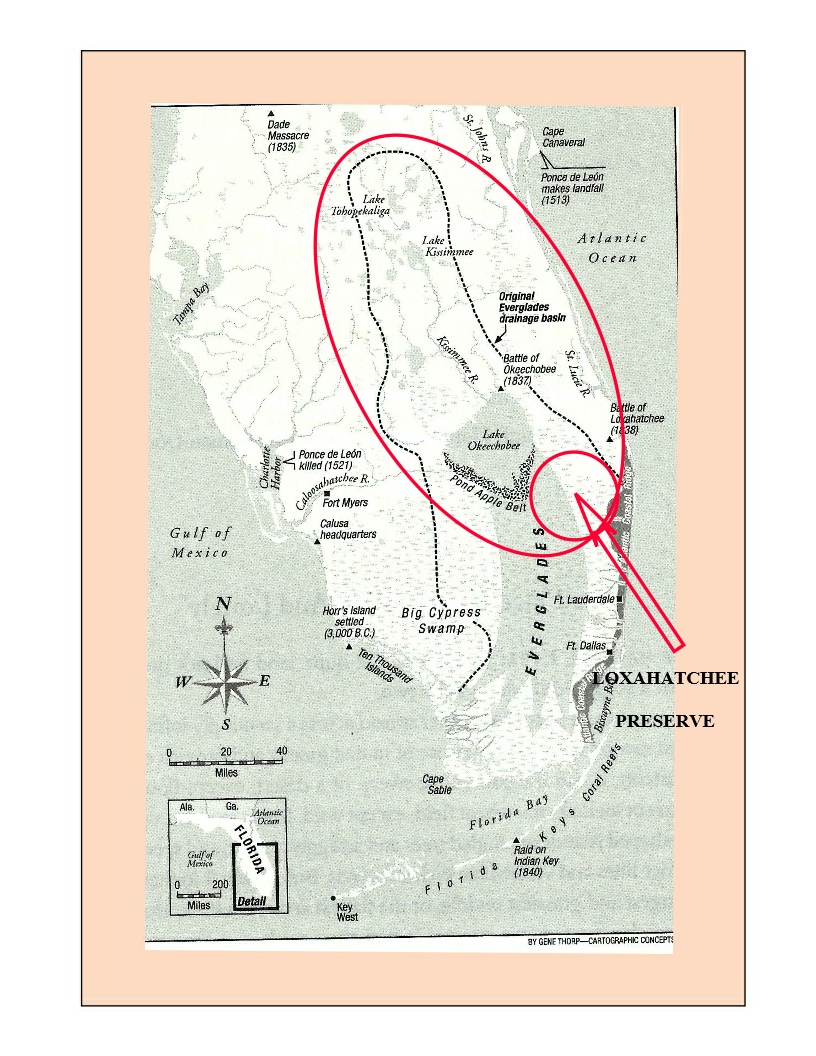 Dade
Massacre
(1835)
St. Johns R.
Cape
Canaveral
Ponce de León
makes landfall
(1513)
Lake
Tohopekaliga
Lake
Kissimmee
Atlantic
Ocean
Tampa Bay
Original
Everglades
drainage basin
Kissimmee R.
Battle of
Okeechobee
(1837)
St. Lucie R.
Battle of
Loxahatchee
(1838)
Lake
Okeechobee
Charlotte
Harbor
Ponce de León
killed (1521)
Caloosahatchee R.
Pond Apple Belt
Fort Myers
Atlantic Coastal Ridge
Gulf of
Mexico
Calusa
headquarters
EVERGLADES
N
W
E
S
Horr's Island
settled
(3,000 B.C.)
Big Cypress
Swamp
Ft. Lauderdale
Ft. Dallas
Ten Thousand
Islands
LOXAHATCHEE
PRESERVE
Atlantic Coastal Ridge
Biscayne Ba
0 20 40
Miles
Cape
Sable
Florida Bay
Coral Reefs
Florida Keys
Raid on
Indian Key
(1840)
Key
West
Ala. Ga.
Atlantic
Ocean
FLORIDA
Gulf of
Mexico
0 200
Miles
Detail
BY GENE THORP—CARTOGRAPHIC CONCEPTS